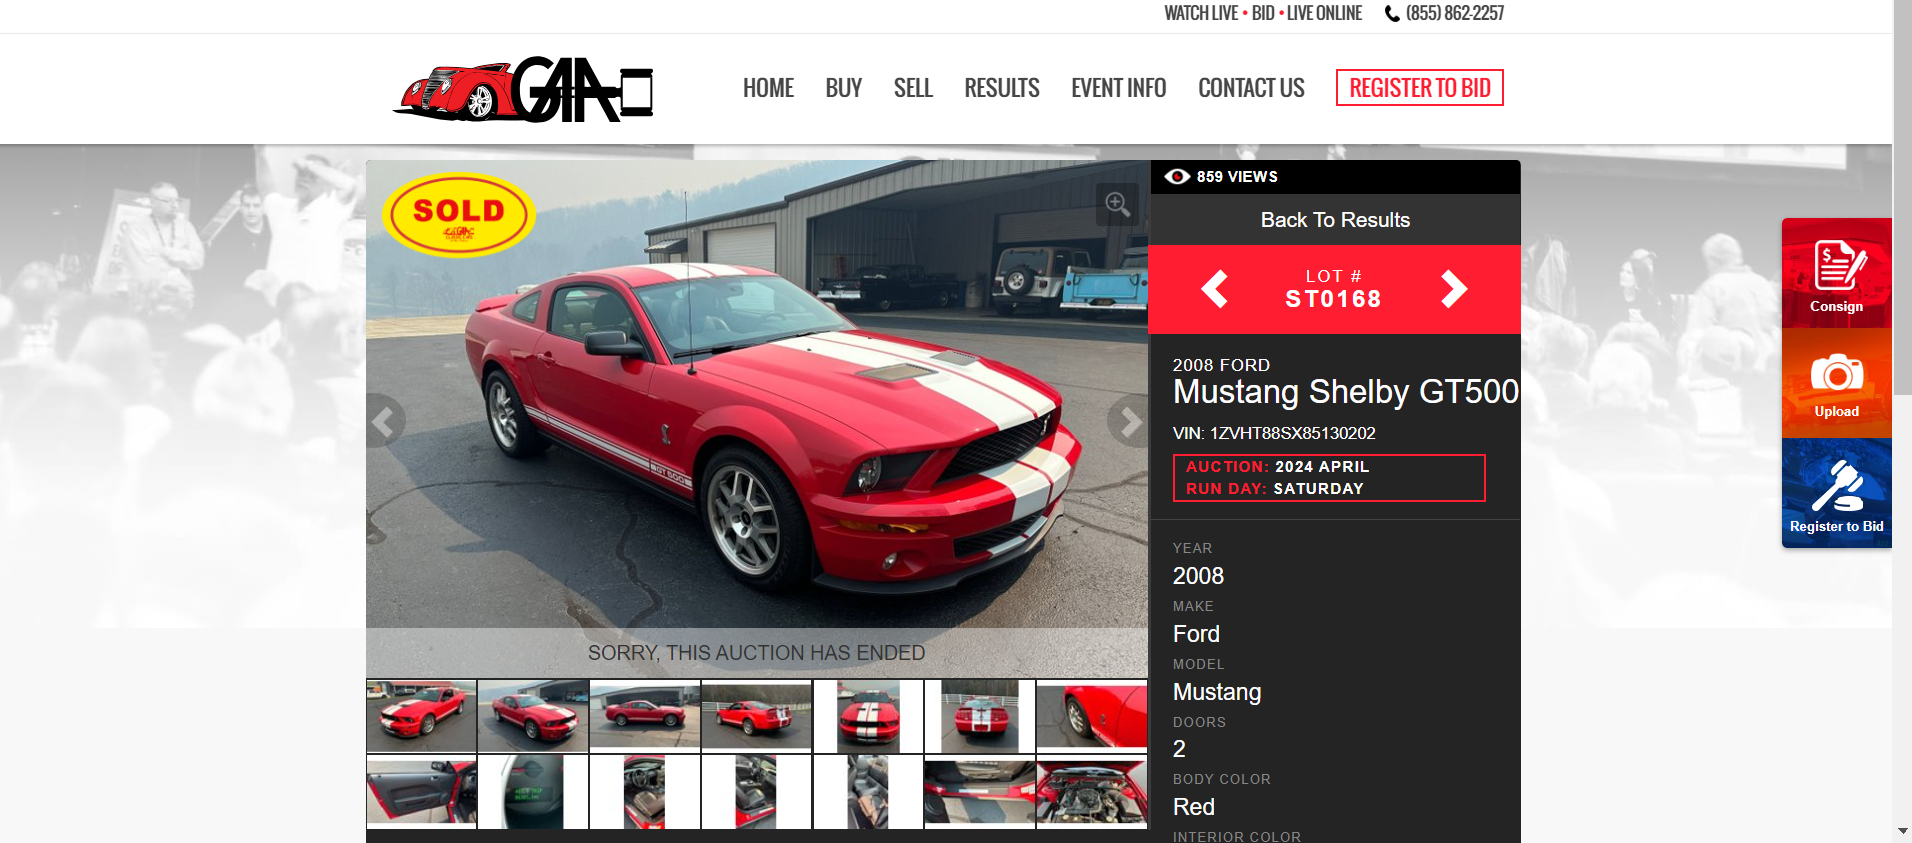 WATCH LIVE • BID • LIVE ONLINE (855) 862-2257
GAA
HOME BUY SELL RESULTS EVENT INFO CONTACT US REGISTER TO BID
SOLD
859 VIEWS
Back To Results
LOT #
ST0168
2008 FORD
Mustang Shelby GT500
VIN: 1ZVHT88SX85130202
AUCTION: 2024 APRIL
RUN DAY: SATURDAY
GT 500
SORRY, THIS AUCTION HAS ENDED
YEAR
2008
MAKE
Ford
MODEL
Mustang
DOORS
2
BODY COLOR
Red
INTERIOR COLOR
Consign
Upload
Register to Bid